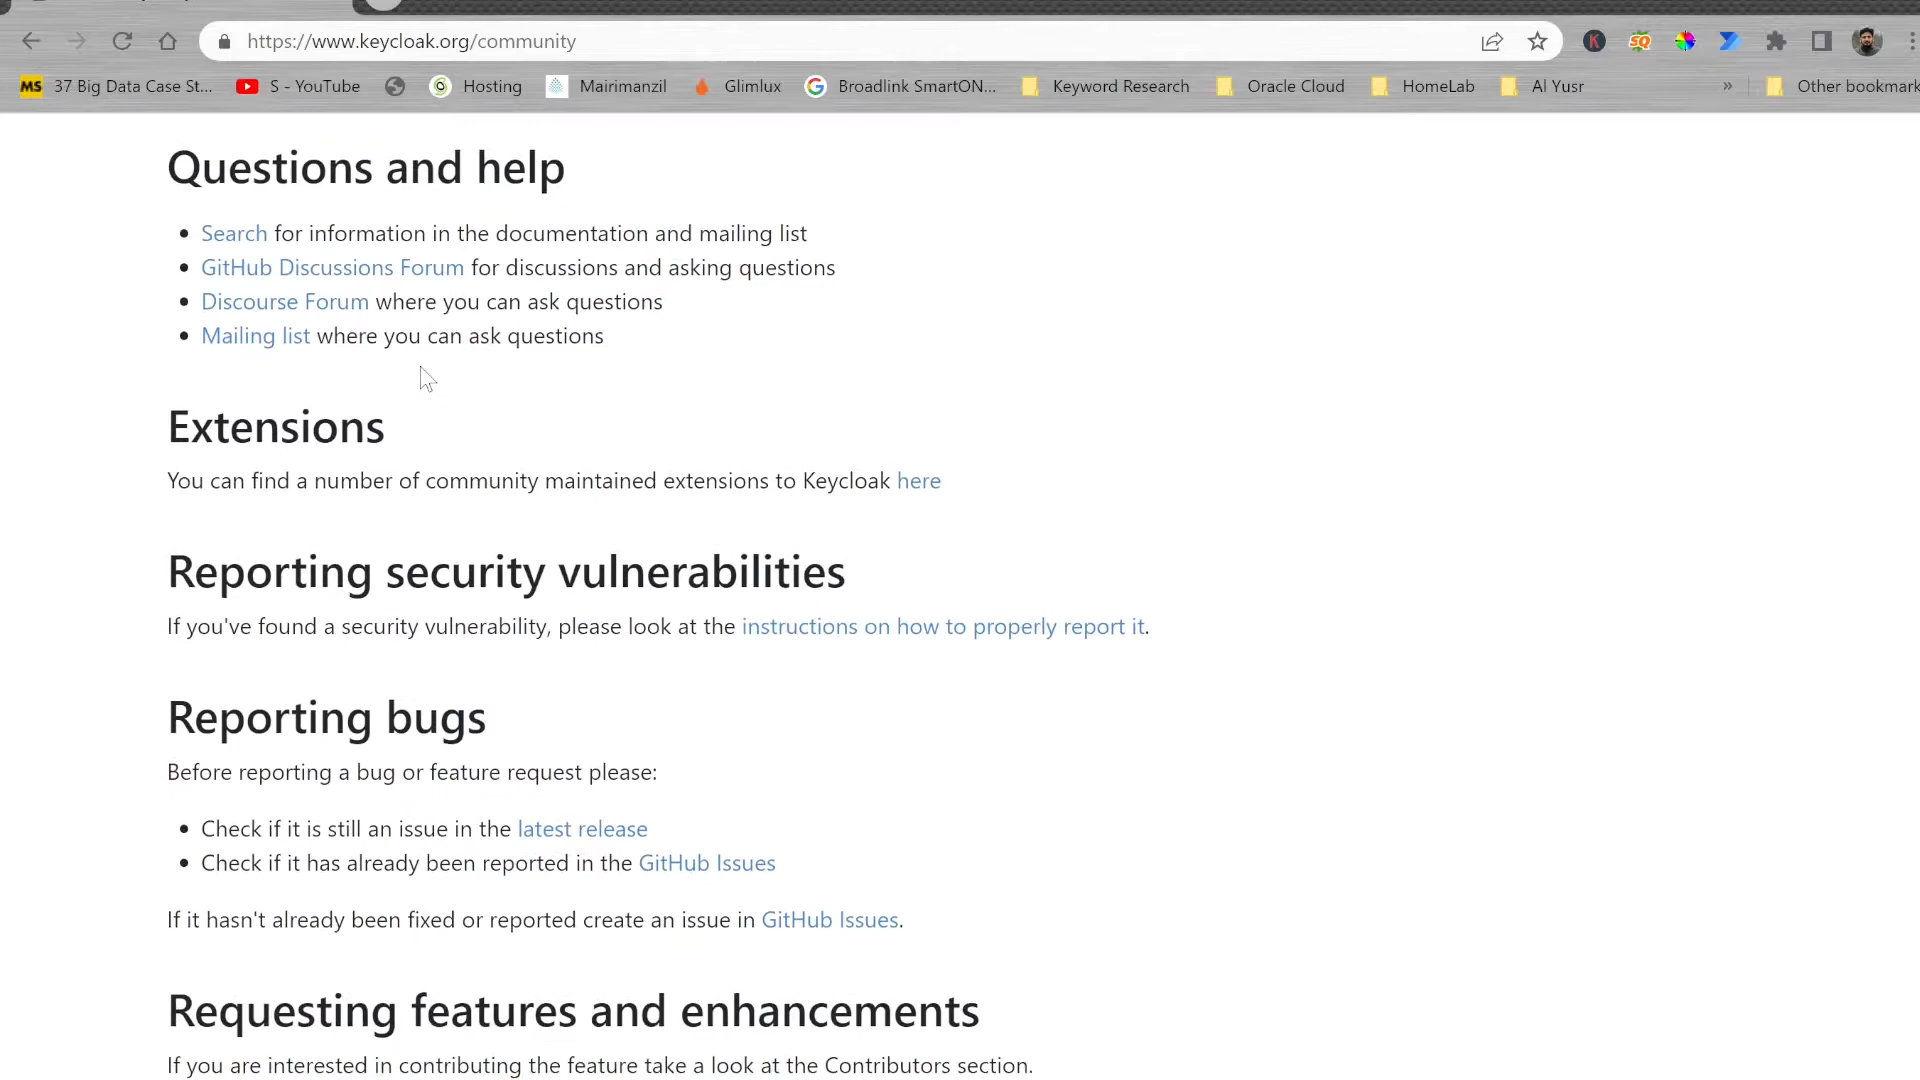 https://www.keycloak.org/community
K
SQ
MS 37 Big Data Case St... S - YouTube Hosting Mairimanzil Glimlux Broadlink SmartON... Keyword Research Oracle Cloud HomeLab Al Yusr » Other bookmark
Questions and help
• Search for information in the documentation and mailing list
• GitHub Discussions Forum for discussions and asking questions
• Discourse Forum where you can ask questions
• Mailing list where you can ask questions
Extensions
You can find a number of community maintained extensions to Keycloak here
Reporting security vulnerabilities
If you've found a security vulnerability, please look at the instructions on how to properly report it.
Reporting bugs
Before reporting a bug or feature request please:
• Check if it is still an issue in the latest release
• Check if it has already been reported in the GitHub Issues
If it hasn't already been fixed or reported create an issue in GitHub Issues.
Requesting features and enhancements
If you are interested in contributing the feature take a look at the Contributors section.